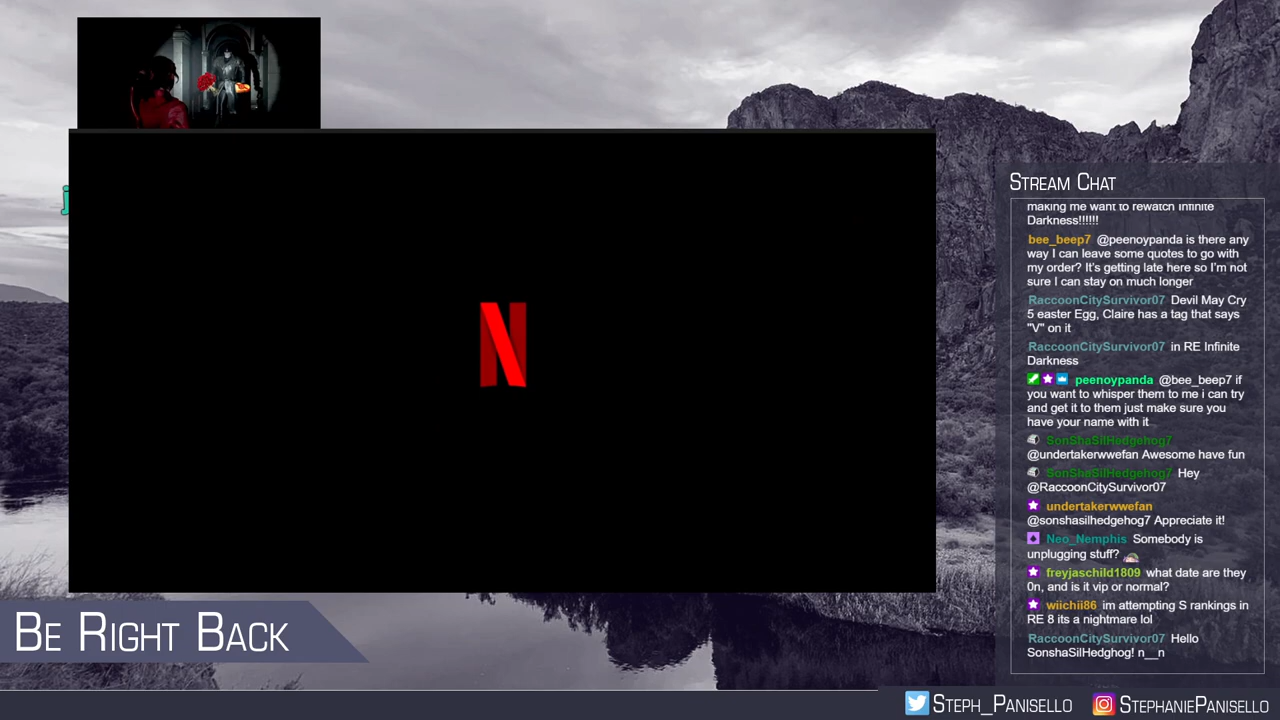 STREAM CHAT
making me want to rewatch Infinite
Darkness!!!!!!
bee_beep7 @peenoypanda is there any
way I can leave some quotes to go with
my order? It's getting late here so I'm not
sure I can stay on much longer
RaccoonCitySurvivor07 Devil May Cry
5 easter Egg, Claire has a tag that says
"V" on it
RaccoonCitySurvivor07 in RE Infinite
Darkness
peenoypanda @bee_beep7 if
you want to whisper them to me i can try
and get it to them just make sure you
have your name with it
SonShaSilHedgehog7
@undertakerwwefan Awesome have fun
SonShaSilHedgehog7 Hey
@RaccoonCitySurvivor07
undertakerwwefan
@sonshasilhedgehog7 Appreciate it!
Neo_Nemphis Somebody is
unplugging stuff?
freyjaschild1809 what date are they
0n, and is it vip or normal?
wiichii86 im attempting S rankings in
RE 8 its a nightmare lol
RaccoonCitySurvivor07 Hello
SonshaSilHedghog! n__n
N
BE RIGHT BACK
STEPH_PANISELLO
STEPHANIEPANISELLO